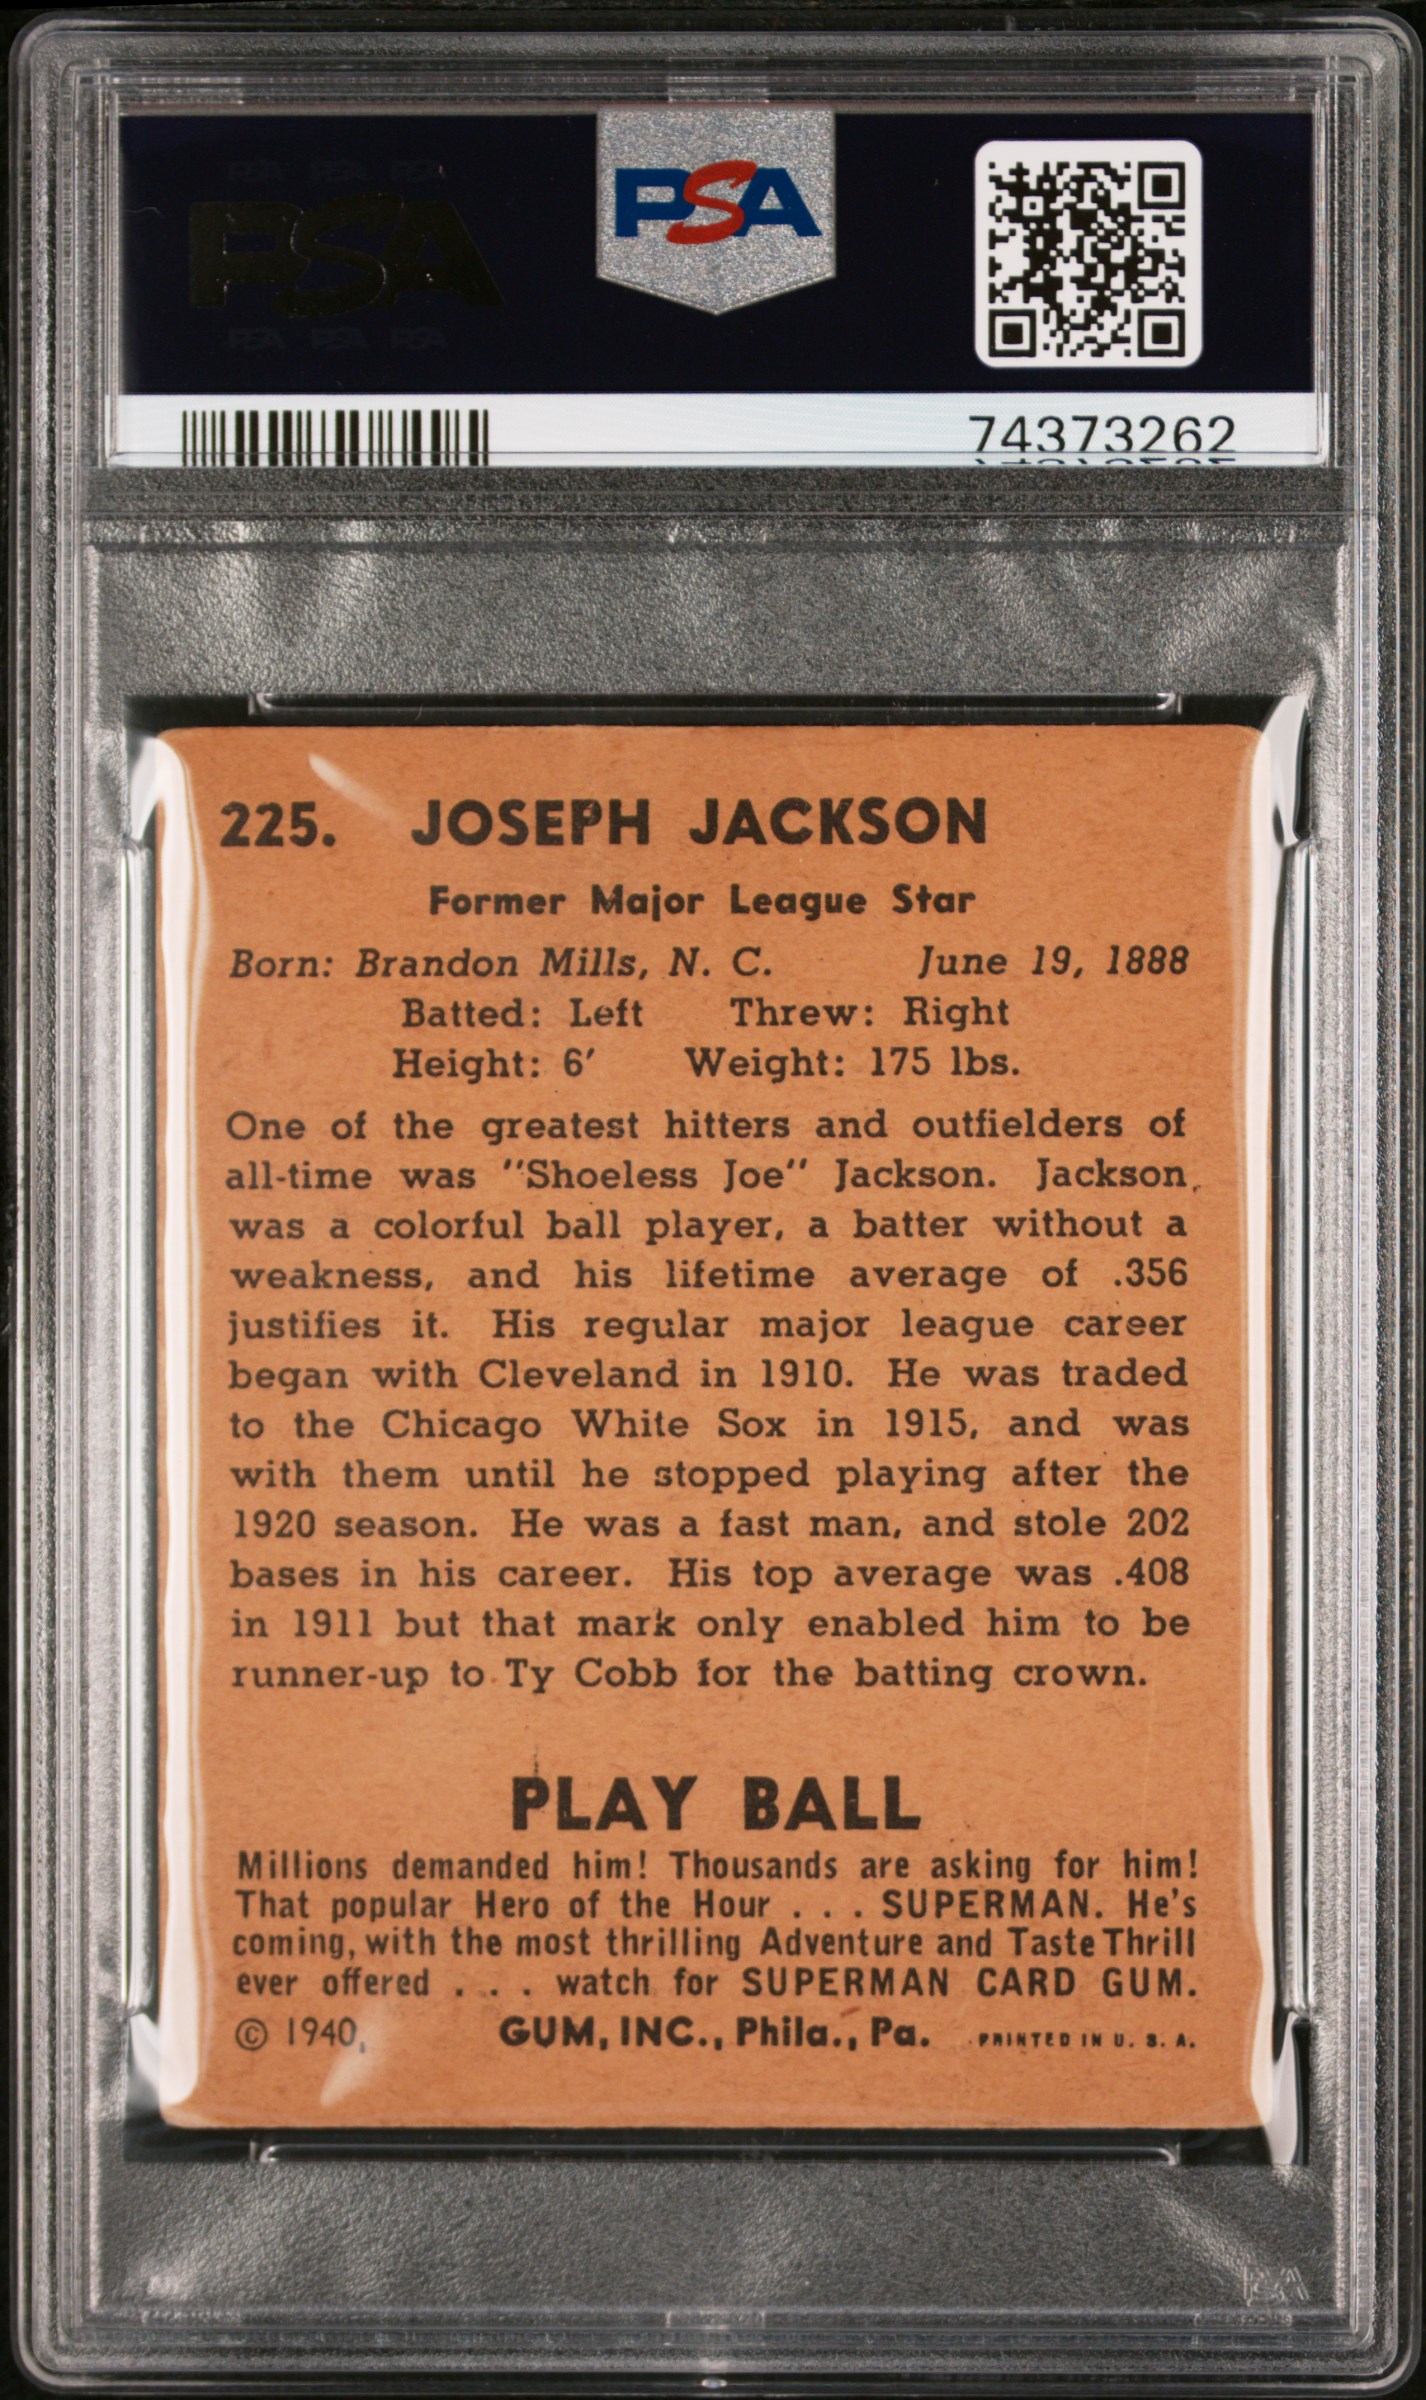 PSA PSA PSA
PSA
PSA PSA PSA
PSA
74373262
225. JOSEPH JACKSON
Former Major League Star
Born: Brandon Mills, N. C. June 19, 1888
Batted: Left Threw: Right
Height: 6′ Weight: 175 lbs.
One of the greatest hitters and outfielders of
all-time was "Shoeless Joe" Jackson. Jackson
was a colorful ball player, a batter without a
weakness, and his lifetime average of .356
justifies it. His regular major league career
began with Cleveland in 1910. He was traded
to the Chicago White Sox in 1915, and was
with them until he stopped playing after the
1920 season. He was a fast man, and stole 202
bases in his career. His top average was .408
in 1911 but that mark only enabled him to be
runner-up to Ty Cobb for the batting crown.
PLAY BALL
Millions demanded him! Thousands are asking for him!
That popular Hero of the Hour . . . SUPERMAN. He's
coming, with the most thrilling Adventure and Taste Thrill
ever offered . . . watch for SUPERMAN CARD GUM.
© 1940, GUM, INC., Phila., Pa. PRINTED IN U. S. A.
PSA